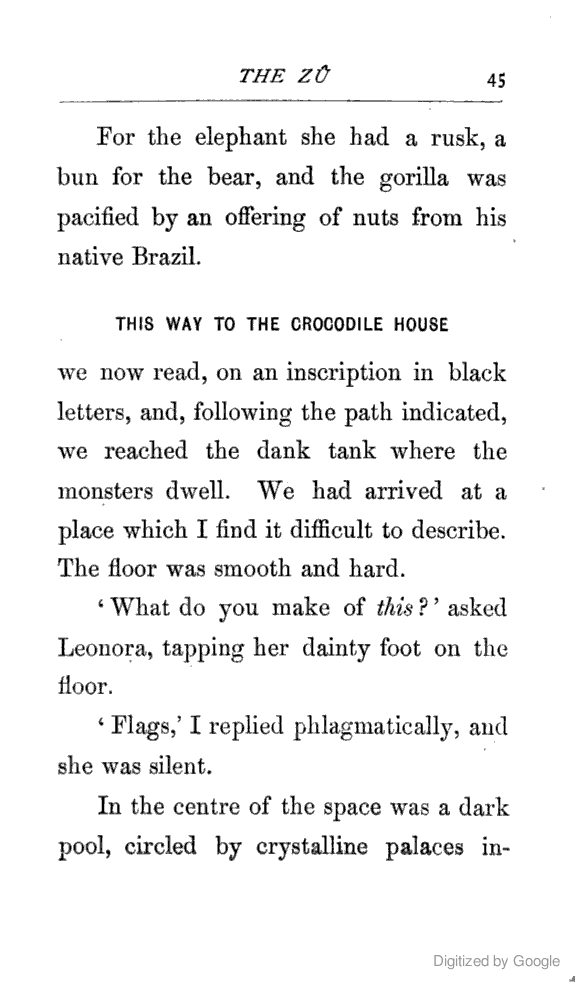 THE ZÛ
45
For the elephant she had a rusk, a
bun for the bear, and the gorilla was
pacified by an offering of nuts from his
native Brazil.
THIS WAY TO THE CROCODILE HOUSE
we now read, on an inscription in black
letters, and, following the path indicated,
we reached the dank tank where the
monsters dwell. We had arrived at a
place which I find it difficult to describe.
The floor was smooth and hard.
‘What do you make of this?’ asked
Leonora, tapping her dainty foot on the
floor.
‘Flags,’ I replied phlagmatically, and
she was silent.
In the centre of the space was a dark
pool, circled by crystalline palaces in-
Digitized by Google